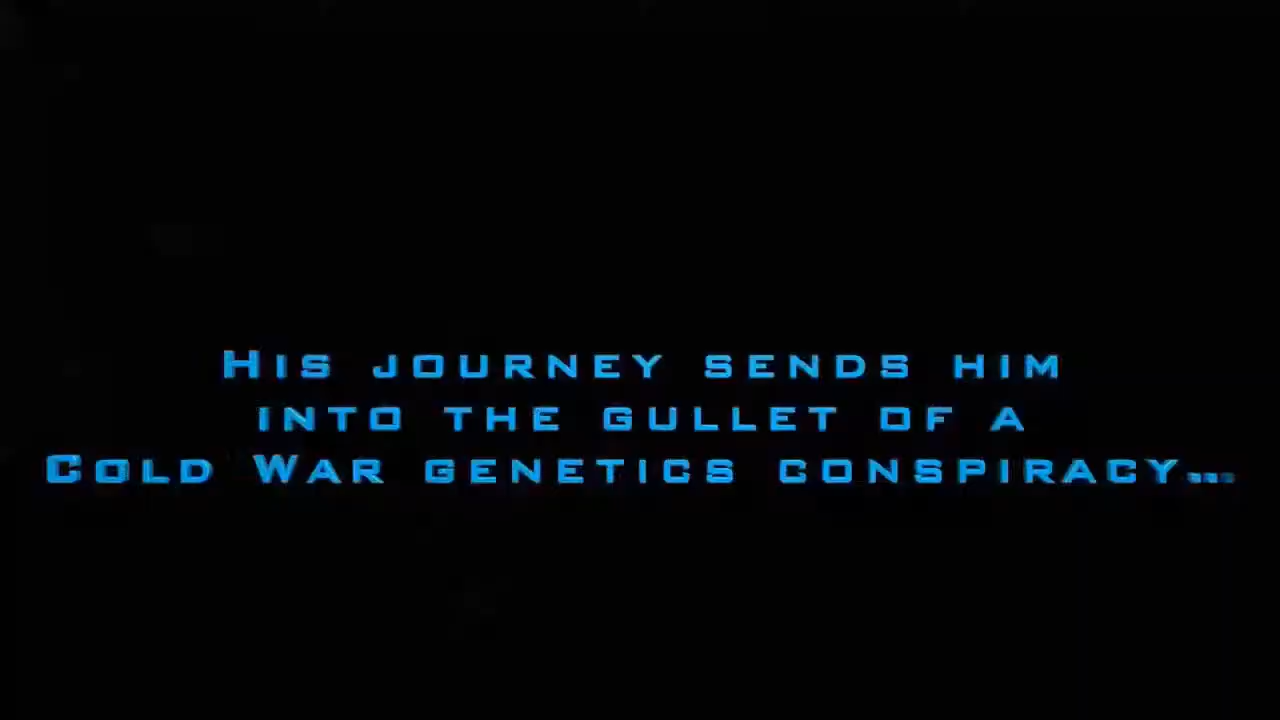 His journey sends him
into the gullet of a
Cold War genetics conspiracy...